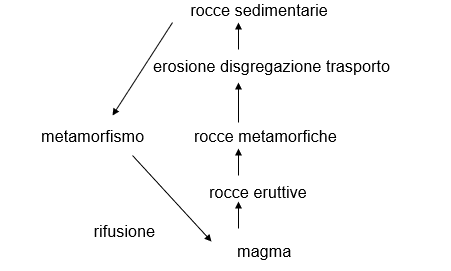 rocce sedimentarie
erosione disgregazione trasporto
metamorfismo
rocce metamorfiche
rocce eruttive
rifusione
magma